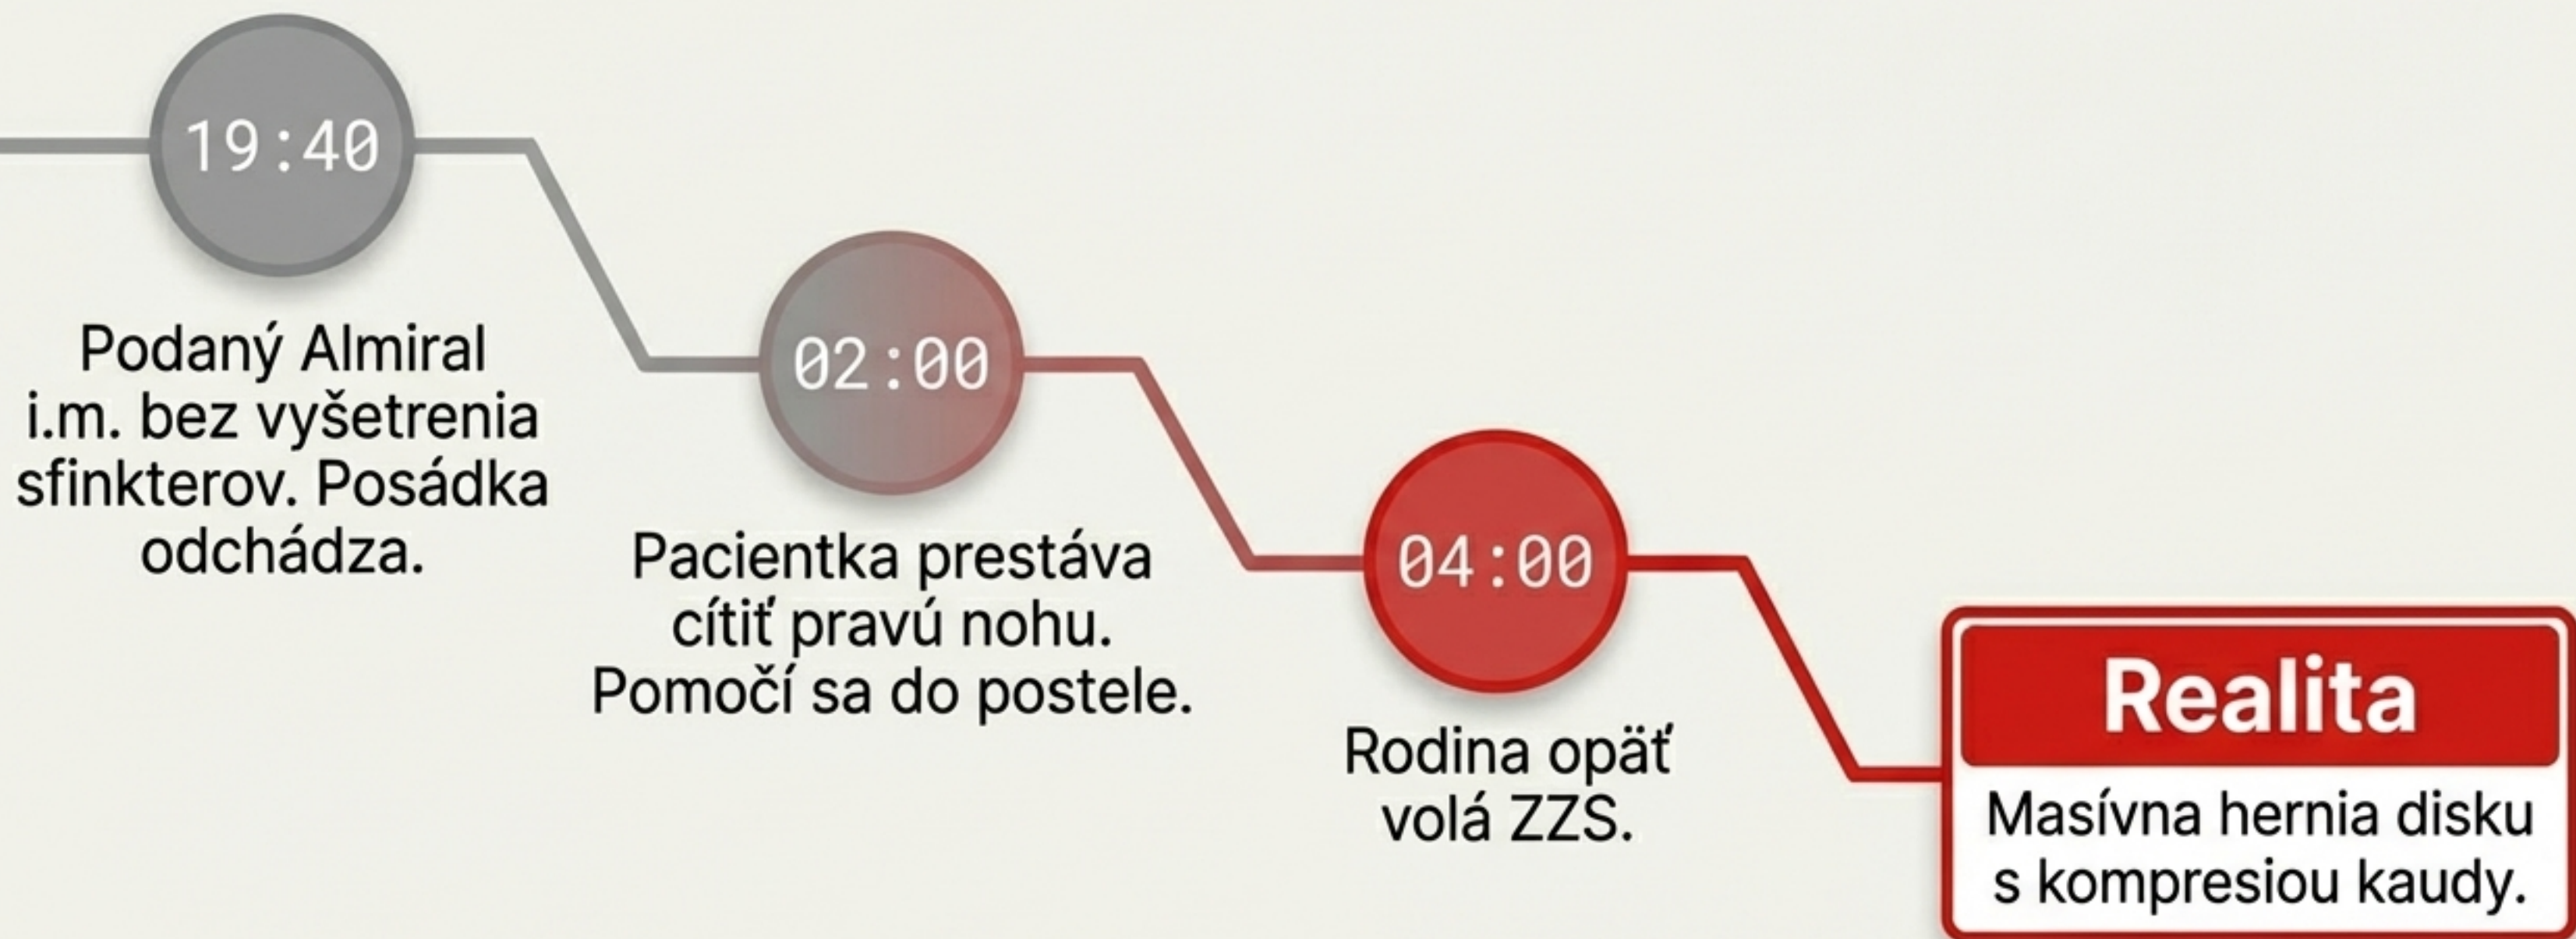 19:40
Podaný Almiral
i.m. bez vyšetrenia
sfinkterov. Posádka
odchádza.
02:00
Pacientka prestáva
cítiť pravú nohu.
Pomočí sa do postele.
04:00
Rodina opäť
volá ZZS.
Realita
Masívna hernia disku
s kompresiou kaudy.